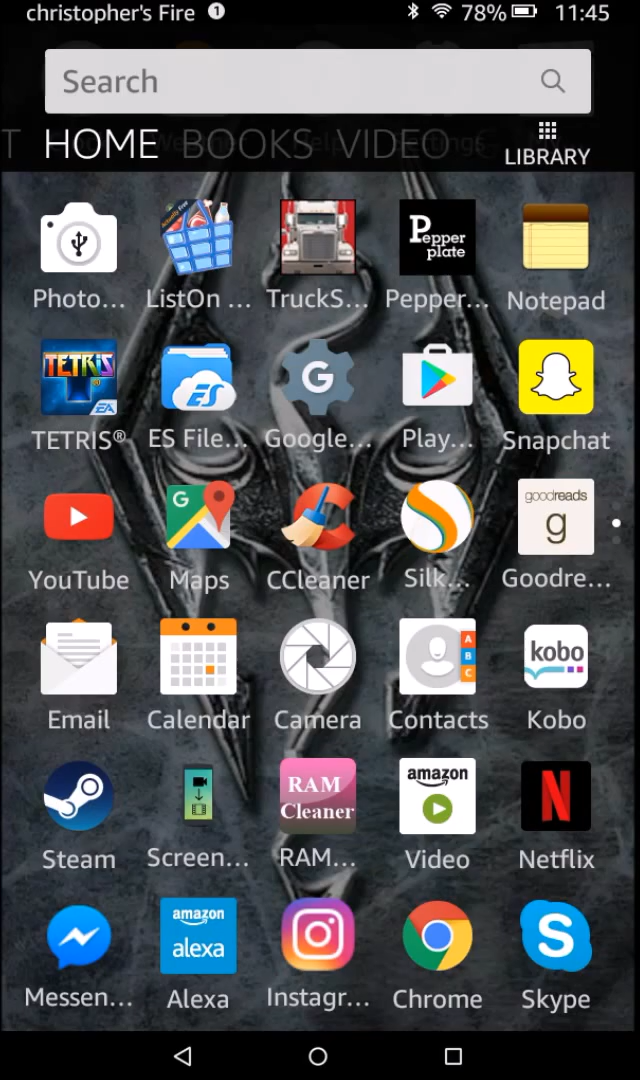 christopher's Fire 1 78% 11:45
Search
T HOME BOOKS VIDEO
LIBRARY
Pepper plate
Photo... ListOn ... TruckS... Pepper... Notepad
TETRIS EA
ES G
TETRIS® ES File... Google... Play... Snapchat
G goodreads g
YouTube Maps CCleaner Silk... Goodre...
A B C
kobo
Email Calendar Camera Contacts Kobo
RAM Cleaner amazon N
Steam Screen... RAM... Video Netflix
amazon alexa S
Messen... Alexa Instagr... Chrome Skype